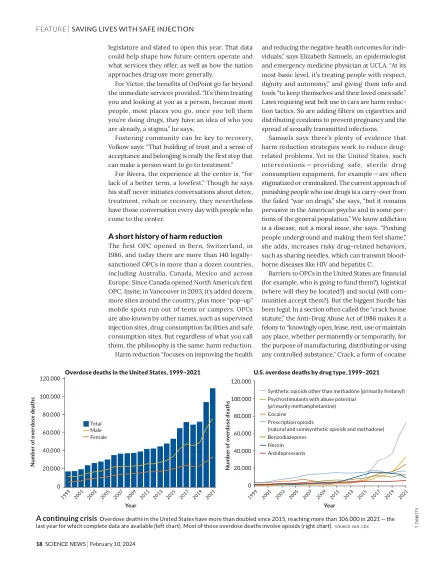 FEATURE | SAVING LIVES WITH SAFE INJECTION
legislature and slated to open this year. That data
could help shape how future centers operate and
what services they offer, as well as how the nation
approaches drug use more generally.
For Victor, the benefits of OnPoint go far beyond
the immediate services provided. "It's them treating
you and looking at you as a person, because most
people, most places you go, once you tell them
you're doing drugs, they have an idea of who you
are already, a stigma," he says.
Fostering community can be key to recovery,
Volkow says: "That building of trust and a sense of
acceptance and belonging is really the first step that
can make a person want to go to treatment."
For Rivera, the experience at the center is, "for
lack of a better term, a lovefest." Though he says
his staff never initiates conversations about detox,
treatment, rehab or recovery, they nevertheless
have those conversations every day with people who
come to the center.
A short history of harm reduction
The first OPC opened in Bern, Switzerland, in
1986, and today there are more than 140 legally-
sanctioned OPCs in more than a dozen countries,
including Australia, Canada, Mexico and across
Europe. Since Canada opened North America's first
OPC, Insite, in Vancouver in 2003, it's added dozens
more sites around the country, plus more "pop-up"
mobile spots run out of tents or campers. OPCs
are also known by other names, such as supervised
injection sites, drug consumption facilities and safe
consumption sites. But regardless of what you call
them, the philosophy is the same: harm reduction.
Harm reduction "focuses on improving the health
and reducing the negative health outcomes for indi-
viduals," says Elizabeth Samuels, an epidemiologist
and emergency medicine physician at UCLA. "At its
most basic level, it's treating people with respect,
dignity and autonomy," and giving them info and
tools "to keep themselves and their loved ones safe."
Laws requiring seat belt use in cars are harm reduc-
tion tactics. So are adding filters on cigarettes and
distributing condoms to prevent pregnancy and the
spread of sexually transmitted infections.
Samuels says there's plenty of evidence that
harm reduction strategies work to reduce drug-
related problems. Yet in the United States, such
interventions — providing safe, sterile drug
consumption equipment, for example — are often
stigmatized or criminalized. The current approach of
punishing people who use drugs is a carry-over from
the failed "war on drugs," she says, "but it remains
pervasive in the American psyche and in some por-
tions of the general population." We know addiction
is a disease, not a moral issue, she says. "Pushing
people underground and making them feel shame,"
she adds, increases risky drug-related behaviors,
such as sharing needles, which can transmit blood-
borne diseases like HIV and hepatitis C.
Barriers to OPCs in the United States are financial
(for example, who is going to fund them?), logistical
(where will they be located?) and social (will com-
munities accept them?). But the biggest hurdle has
been legal. In a section often called the "crack house
statute," the Anti-Drug Abuse Act of 1986 makes it a
felony to "knowingly open, lease, rent, use or maintain
any place, whether permanently or temporarily, for
the purpose of manufacturing, distributing or using
any controlled substance." Crack, a form of cocaine
Overdose deaths in the United States, 1999–2021
Number of overdose deaths
120,000
100,000
80,000
60,000
40,000
20,000
0
Total
Male
Female
1999 2001 2003 2005 2007 2009 2011 2013 2015 2017 2019 2021
Year
U.S. overdose deaths by drug type, 1999–2021
Number of overdose deaths
120,000
100,000
80,000
60,000
40,000
20,000
0
Synthetic opioids other than methadone (primarily fentanyl)
Psychostimulants with abuse potential
(primarily methamphetamine)
Cocaine
Prescription opioids
(natural and semisynthetic opioids and methadone)
Benzodiazepines
Heroin
Antidepressants
1999 2001 2003 2005 2007 2009 2011 2013 2015 2017 2019 2021
Year
A continuing crisis Overdose deaths in the United States have more than doubled since 2015, reaching more than 106,000 in 2021 — the
last year for which complete data are available (left chart). Most of those overdose deaths involve opioids (right chart). SOURCE: NIH, CDC
T. TIBBITTS
18 SCIENCE NEWS | February 10, 2024